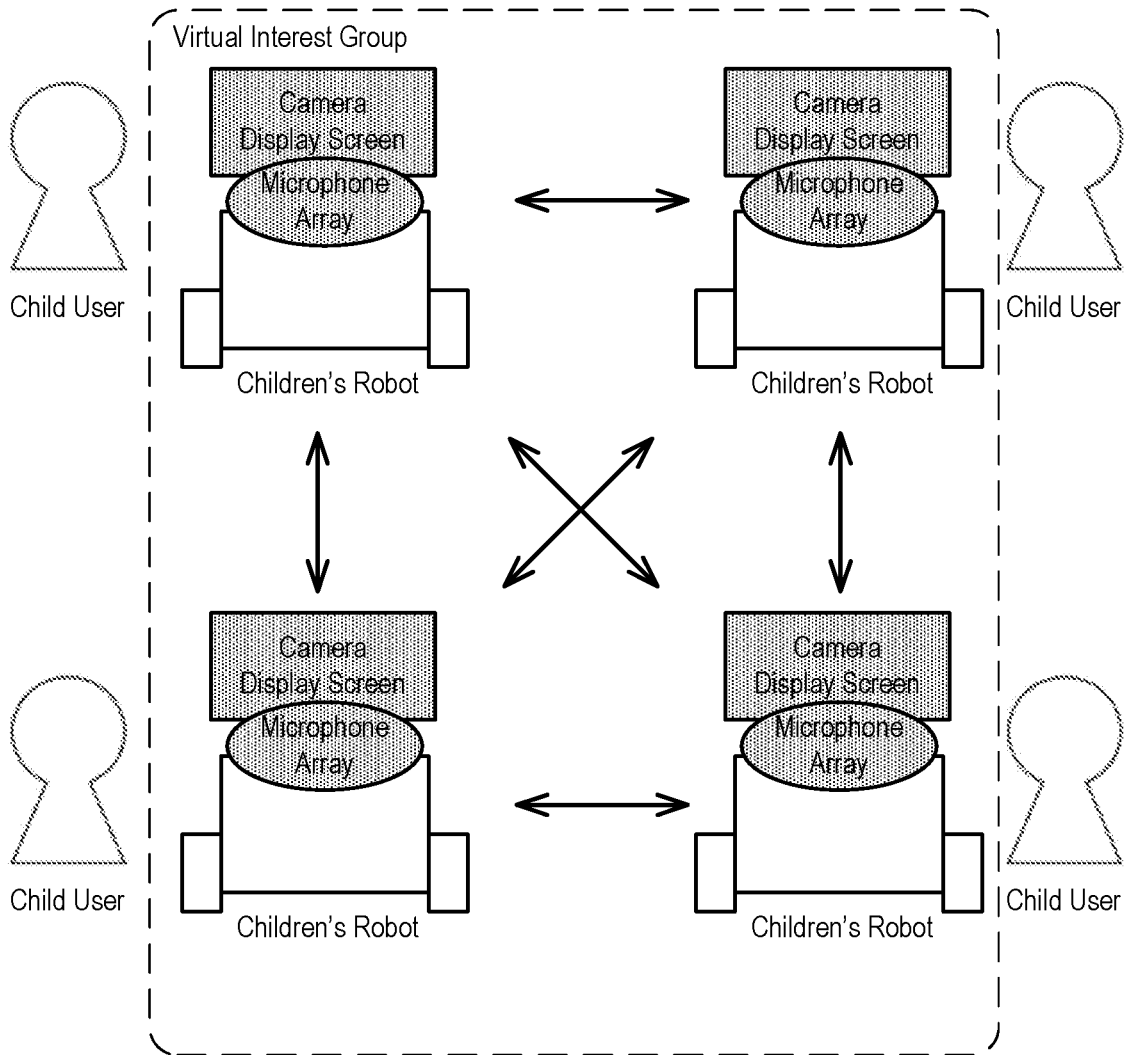 Virtual Interest Group
Camera
Display Screen
Microphone
Array
Children's Robot
Camera
Display Screen
Microphone
Array
Children's Robot
Child User
Child User
Camera
Display Screen
Microphone
Array
Children's Robot
Camera
Display Screen
Microphone
Array
Children's Robot
Child User
Child User